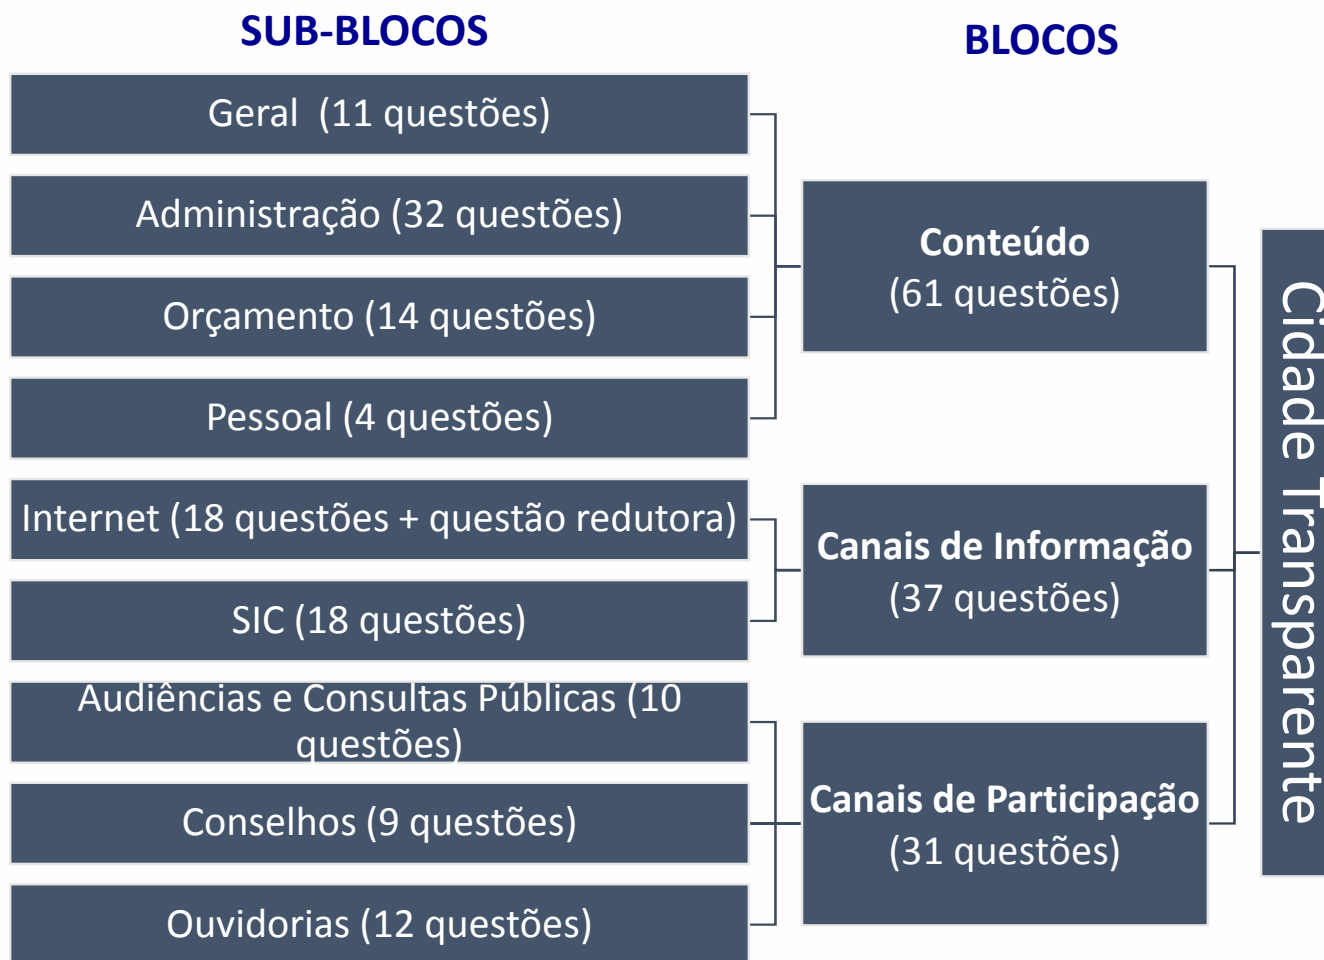 SUB-BLOCOS
BLOCOS
Geral  (11 questões)
Administração (32 questões)
Orçamento (14 questões)
Pessoal (4 questões)
Internet (18 questões + questão redutora)
SIC (18 questões)
Audiências e Consultas Públicas (10
questões)
Conselhos (9 questões)
Ouvidorias (12 questões)
Conteúdo
(61 questões)
Canais de Informação
(37 questões)
Canais de Participação
(31 questões)
Cidade Transparente